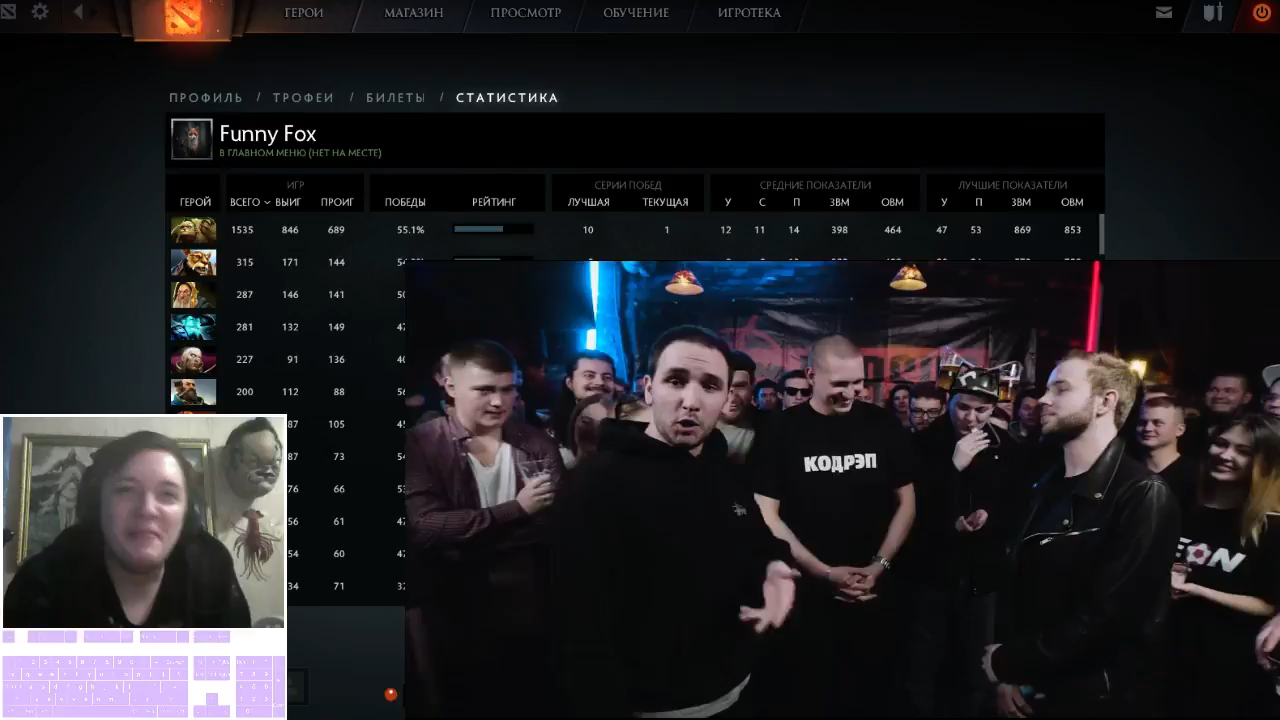 ГЕРОИ МАГАЗИН ПРОСМОТР ОБУЧЕНИЕ ИГРОТЕКА
ПРОФИЛЬ / ТРОФЕИ / БИЛЕТЫ / СТАТИСТИКА
Funny Fox
В ГЛАВНОМ МЕНЮ (НЕТ НА МЕСТЕ)
ИГР СЕРИИ ПОБЕД СРЕДНИЕ ПОКАЗАТЕЛИ ЛУЧШИЕ ПОКАЗАТЕЛИ
ГЕРОЙ ВСЕГО ВЫИГ ПРОИГ ПОБЕДЫ РЕЙТИНГ ЛУЧШАЯ ТЕКУЩАЯ У С П ЗВМ ОВМ У П ЗВМ ОВМ
1535 846 689 55.1% 10 1 12 11 14 398 464 47 53 869 853
315 171 144
287 146 141
281 132 149
227 91 136
200 112 88
87 105
87 73
76 66
56 61
54 60
34 71
КОДРЭП